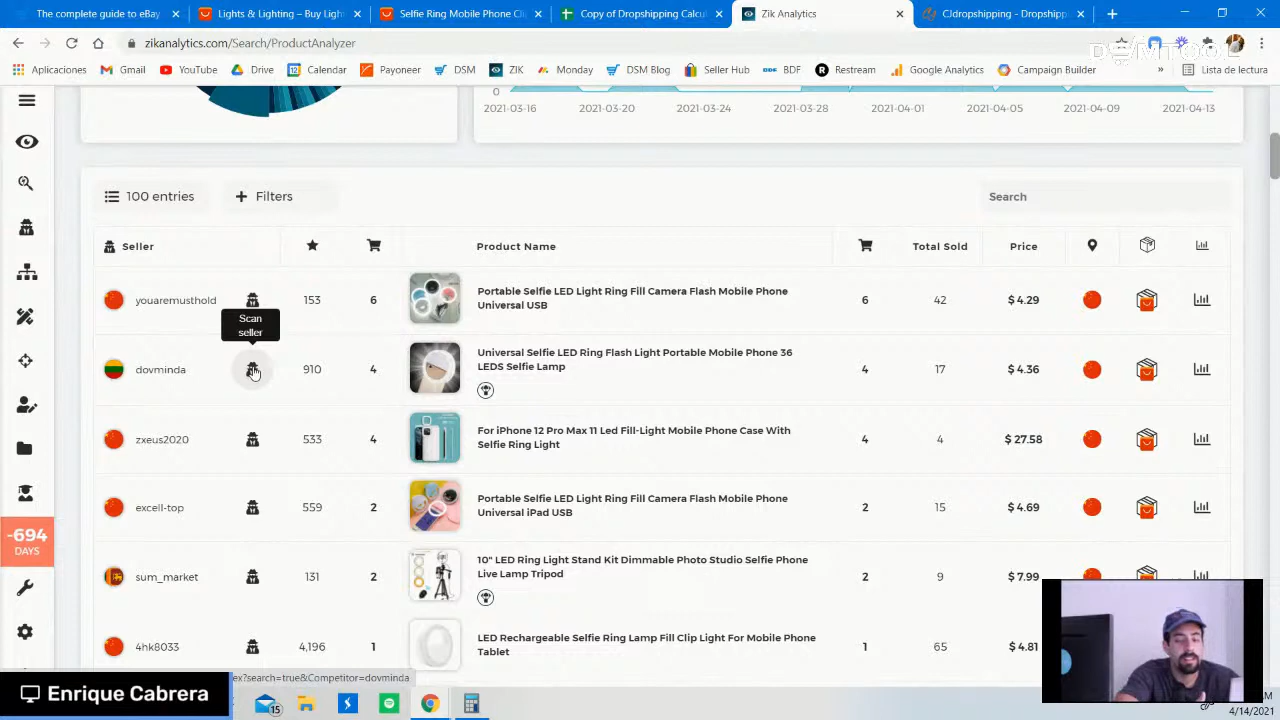 The complete guide to eBay
Lights & Lighting – Buy Ligh
Selfie Ring Mobile Phone Cli
Copy of Dropshipping Calcul
Zik Analytics
CJdropshipping - Dropshipp
zikanalytics.com/Search/ProductAnalyzer
Aplicaciones
Gmail
YouTube
Drive
Calendar
Payoneer
DSM
ZIK
Monday
DSM Blog
Seller Hub
BDF
Restream
Google Analytics
Campaign Builder
»
Lista de lectura
0
2021-03-16 2021-03-20 2021-03-24 2021-03-28 2021-04-01 2021-04-05 2021-04-09 2021-04-13
100 entries
Filters
Search
Seller Product Name Total Sold Price
youaremusthold 153 6 Portable Selfie LED Light Ring Fill Camera Flash Mobile Phone 6 42 $ 4.29
Universal USB
Scan
seller
dovminda 910 4 Universal Selfie LED Ring Flash Light Portable Mobile Phone 36 4 17 $ 4.36
LEDS Selfie Lamp
zxeus2020 533 4 For iPhone 12 Pro Max 11 Led Fill-Light Mobile Phone Case With 4 4 $ 27.58
Selfie Ring Light
excell-top 559 2 Portable Selfie LED Light Ring Fill Camera Flash Mobile Phone 2 15 $ 4.69
Universal iPad USB
-694
DAYS
sum_market 131 2 10" LED Ring Light Stand Kit Dimmable Photo Studio Selfie Phone 2 9 $ 7.99
Live Lamp Tripod
4hk8033 4,196 1 LED Rechargeable Selfie Ring Lamp Fill Clip Light For Mobile Phone 1 65 $ 4.81
Tablet
ex?search=true&Competitor=dovminda
Enrique Cabrera
15
4/14/2021